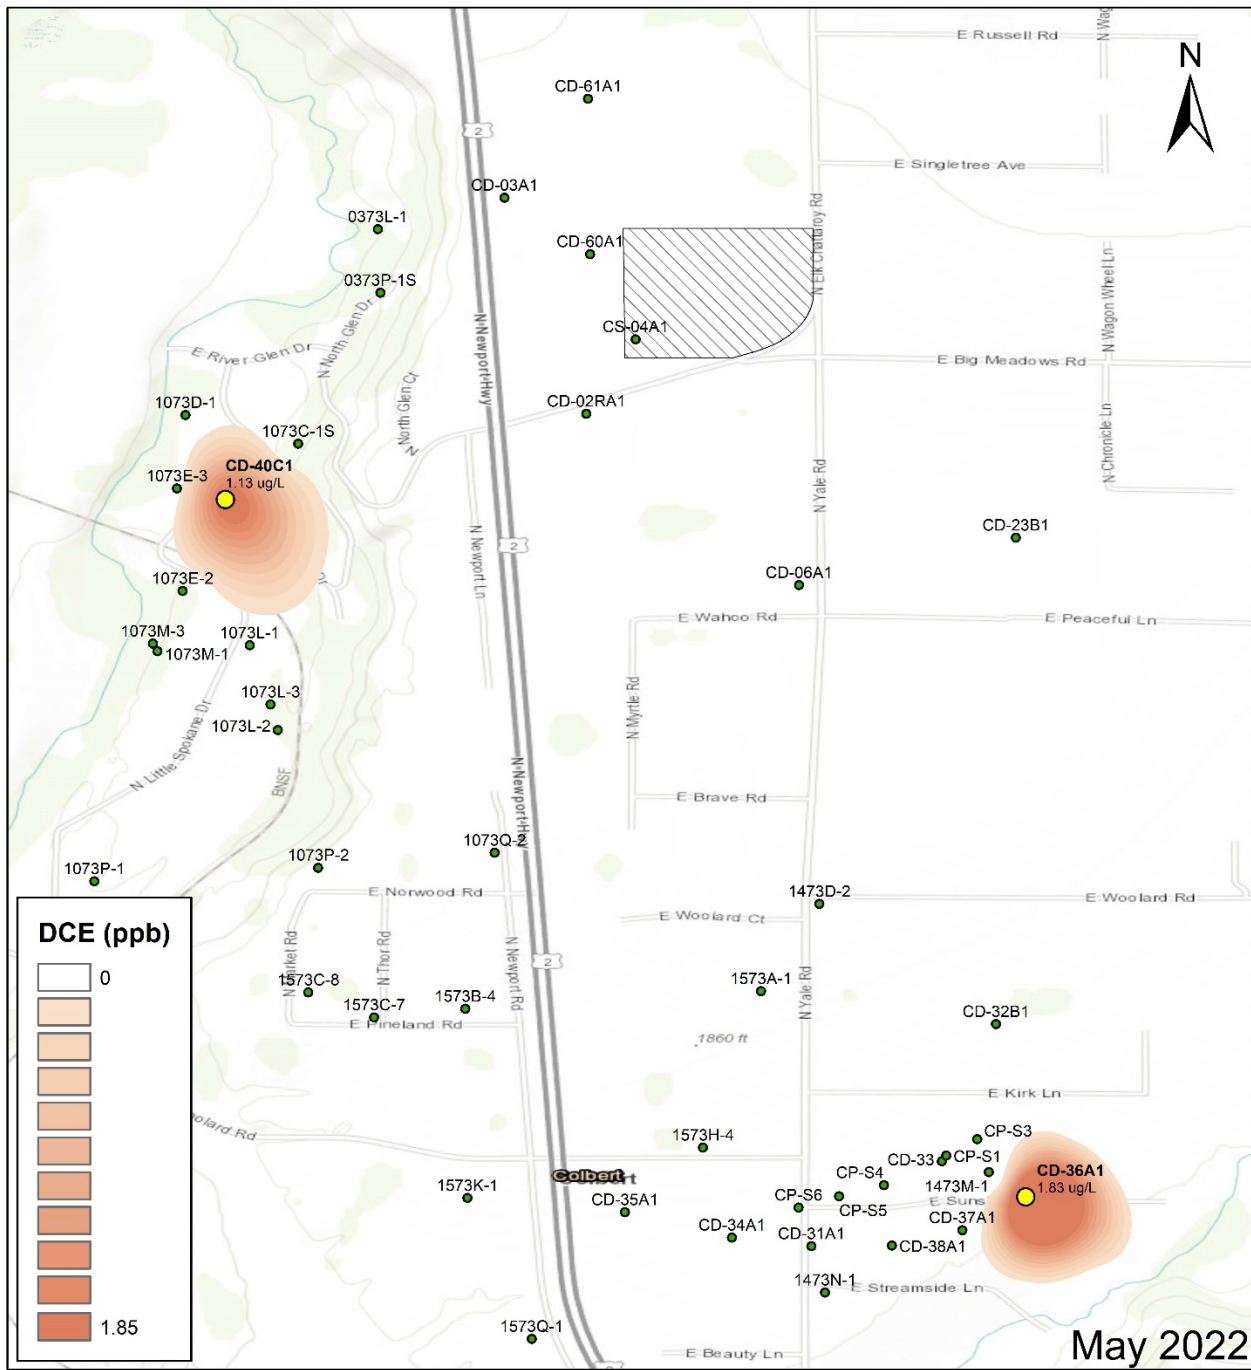 E Russell Rd
N Wag
N
CD-61A1
2
E Singletree Ave
CD-03A1
0373L-1
CD-60A1
N Elk Chattaroy Rd
0373P-1S
N North Glen Dr
N Wagon Wheel Ln
CS-04A1
E River Glen Dr
N Newport Hwy
E Big Meadows Rd
N North Glen Ct
1073D-1
CD-02RA1
1073C-1S
N Chronicle Ln
CD-40C1
1.13 ug/L
1073E-3
N Yale Rd
CD-23B1
N Newport Ln
2
1073E-2
Dr
CD-06A1
E Wahoo Rd
E Peaceful Ln
1073M-3
1073L-1
1073M-1
N Myrtle Rd
1073L-3
1073L-2
N Little Spokane Dr
BNSF
N Newport Hwy
E Brave Rd
1073Q-2
1073P-2
1073P-1
E Norwood Rd
1473D-2
E Woolard Rd
E Woolard Ct
DCE (ppb)
0
1.85
N Market Rd
N Thor Rd
N Newport Rd
2
1573C-8
1573A-1
N Yale Rd
1573C-7
1573B-4
E Pineland Rd
CD-32B1
1860 ft
E Kirk Ln
oolard Rd
1573H-4
CP-S3
CD-33
CP-S1
Colbert
CD-36A1
1.83 ug/L
1573K-1
CP-S4
1473M-1
CD-35A1
CP-S6
CP-S5
E Suns
CD-34A1
CD-31A1
CD-37A1
CD-38A1
1473N-1
E Streamside Ln
1573Q-1
E Beauty Ln
May 2022